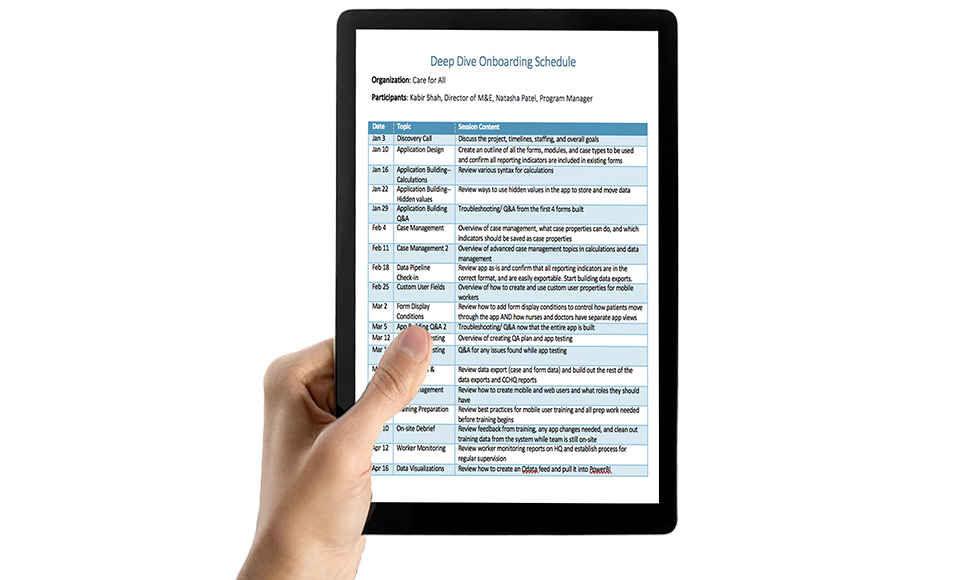 Deep Dive Onboarding Schedule
Organization: Care for All
Participants: Kabir Shah, Director of M&E, Natasha Patel, Program Manager
Date Topic Session Content
Jan 3 Discovery Call Discuss the project, timelines, staffing, and overall goals
Jan 10 Application Design Create an outline of all the forms, modules, and case types to be used
and confirm all reporting indicators are included in existing forms
Jan 16 Application Building– Review various syntax for calculations
Calculations
Jan 22 Application Building– Review ways to use hidden values in the app to store and move data
Hidden values
Jan 29 Application Building Troubleshooting/ Q&A from the first 4 forms built
Q&A
Feb 4 Case Management Overview of case management, what case properties can do, and which
indicators should be saved as case properties
Feb 11 Case Management 2 Overview of advanced case management topics in calculations and data
management
Feb 18 Data Pipeline Review app as-is and confirm that all reporting indicators are in the
Check-in correct format, and are easily exportable. Start building data exports.
Feb 25 Custom User Fields Overview of how to create and use custom user properties for mobile
workers
Mar 2 Form Display Review how to add form display conditions to control how patients move
Conditions through the app AND how nurses and doctors have separate app views
Mar 5 App Q&A 2 Troubleshooting/ Q&A now that the entire app is built
Mar 12 Overview of creating QA plan and app testing
Q&A for any issues found while app testing
& Review data export (case and form data) and build out the rest of the
data exports and CCHQ reports
Review how to create mobile and web users and what roles they should
have
Preparation Review best practices for mobile user training and all prep work needed
before training begins
10 On-site Debrief Review feedback from training, any app changes needed, and clean out
training data from the system while team is still on-site
Apr 12 Worker Monitoring Review worker monitoring reports on HQ and establish process for
regular supervision
Apr 16 Data Visualizations Review how to create an Odata feed and pull it into PowerBI.